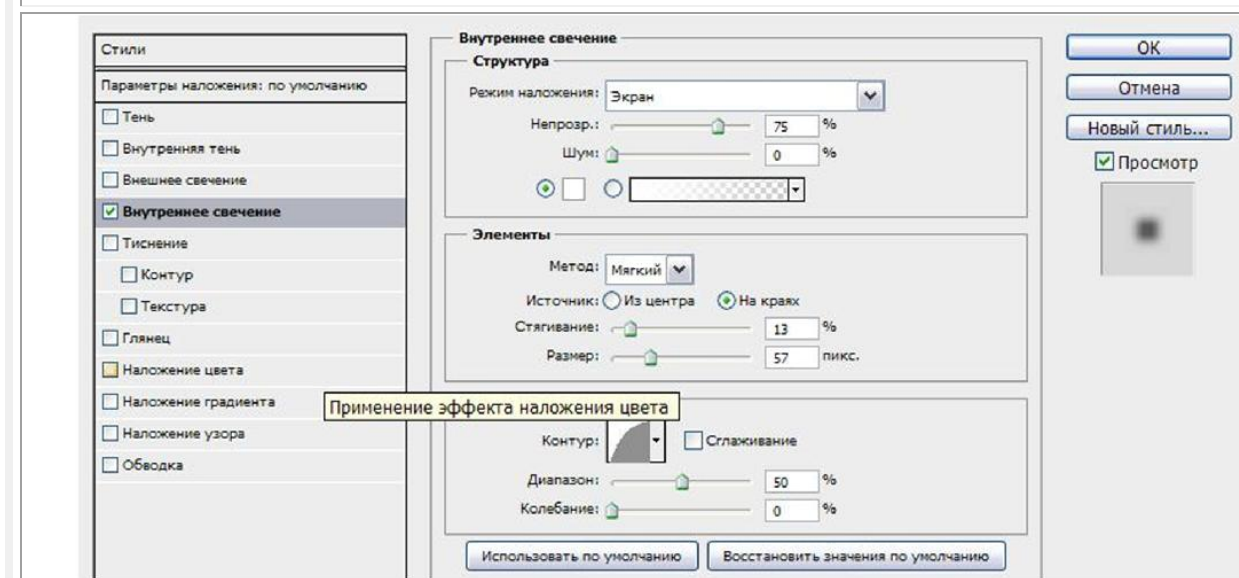 Стили
Параметры наложения: по умолчанию
Тень
Внутренняя тень
Внешнее свечение
Внутреннее свечение
Тиснение
Контур
Текстура
Глянец
Наложение цвета
Наложение градиента
Наложение узора
Обводка
Применение эффекта наложения цвета
Внутреннее свечение
Структура
Режим наложения: Экран
Непрозр.: 75 %
Шум: 0 %
Элементы
Метод: Мягкий
Источник: Из центра На краях
Стягивание: 13 %
Размер: 57 пикс.
Контур: Сглаживание
Диапазон: 50 %
Колебание: 0 %
Использовать по умолчанию Восстановить значения по умолчанию
ОК
Отмена
Новый стиль...
Просмотр